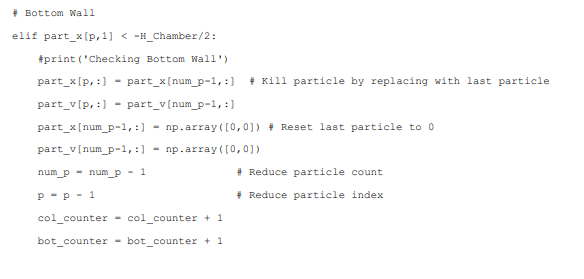 # Bottom Wall
elif part_x[p,1] < -H_Chamber/2:
#print('Checking Bottom Wall')
part_x[p,:] = part_x[num_p-1,:] # Kill particle by replacing with last particle
part_v[p,:] = part_v[num_p-1,:]
part_x[num_p-1,:] = np.array([0,0]) # Reset last particle to 0
part_v[num_p-1,:] = np.array([0,0])
num_p = num_p - 1 # Reduce particle count
p = p - 1 # Reduce particle index
col_counter = col_counter + 1
bot_counter = bot_counter + 1